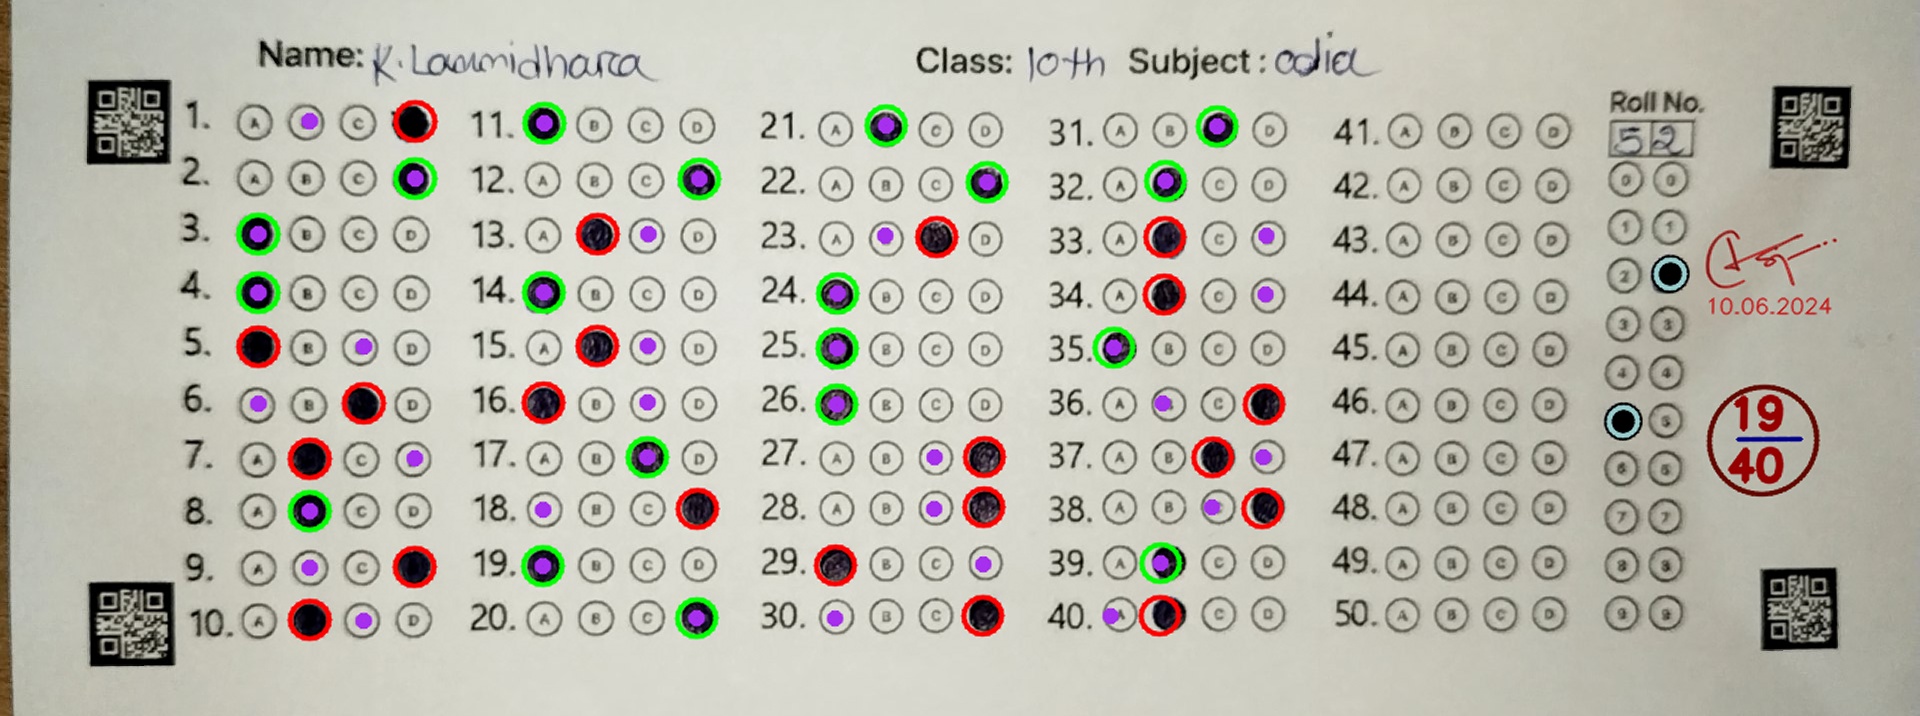 Name: K. Laxmidhara Class: 10th Subject: odia
Roll No.
52
1. A C
2. A B C
3. B C D
4. B C D
5. B D
6. B D
7. A C
8. A C D
9. A C
10. A D
11. B C D
12. A B C
13. A D
14. B C D
15. A D
16. B D
17. A B D
18. B C
19. B C D
20. A B C
21. A C D
22. A B C
23. A D
24. B C D
25. B C D
26. B C D
27. A B
28. A B
29. B C
30. B C
31. A B D
32. A C D
33. A C
34. A C
35. B C D
36. A C
37. A B
38. A B
39. A C D
40. A C D
41. A B C D
42. A B C D
43. A B C D
44. A B C D
45. A B C D
46. A B C D
47. A B C D
48. A B C D
49. A B C D
50. A B C D
0 0
1 1
2
3 3
4 4
5
6 6
7 7
8 8
9 9
10.06.2024
19
40